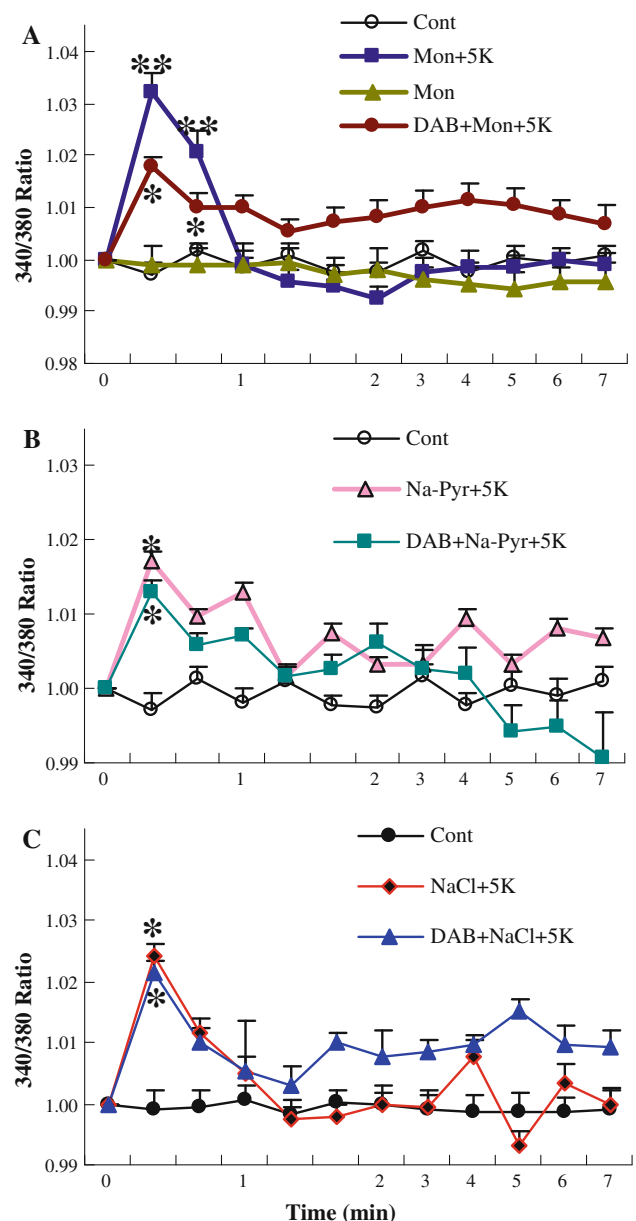 A
1.04
1.03
1.02
1.01
1.00
0.99
0.98
340/380 Ratio
Cont
Mon+5K
Mon
DAB+Mon+5K
**
**
*
*
0 1 2 3 4 5 6 7
B
1.03
1.02
1.01
1.00
0.99
340/380 Ratio
Cont
Na-Pyr+5K
DAB+Na-Pyr+5K
*
*
0 1 2 3 4 5 6 7
C
1.04
1.03
1.02
1.01
1.00
0.99
340/380 Ratio
Cont
NaCl+5K
DAB+NaCl+5K
*
*
0 1 2 3 4 5 6 7
Time (min)